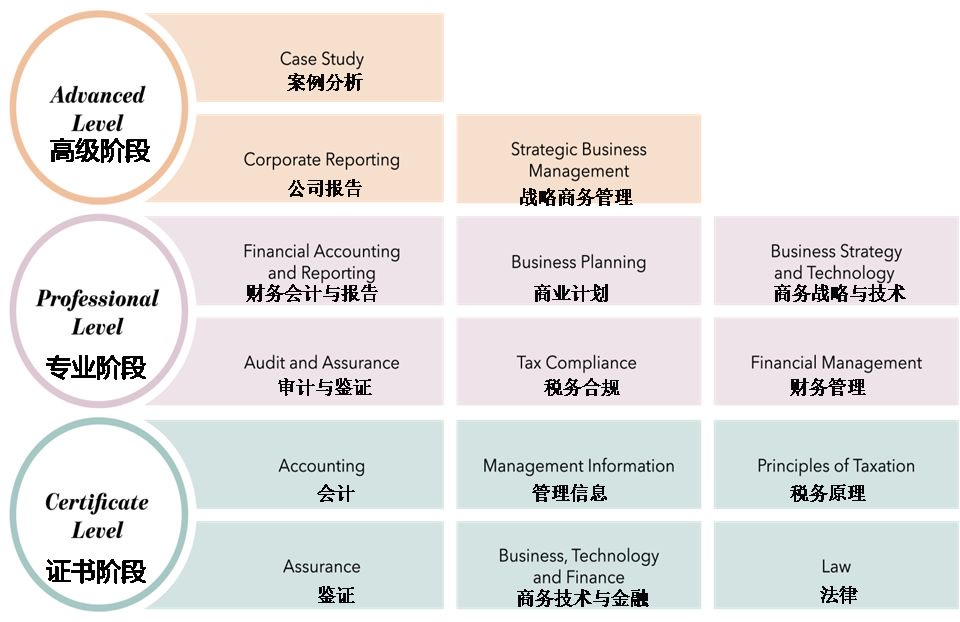 Advanced
Level
高级阶段
Case Study
案例分析
Corporate Reporting
公司报告
Strategic Business
Management
战略商务管理
Professional
Level
专业阶段
Financial Accounting
and Reporting
财务会计与报告
Business Planning
商业计划
Business Strategy
and Technology
商务战略与技术
Audit and Assurance
审计与鉴证
Tax Compliance
税务合规
Financial Management
财务管理
Certificate
Level
证书阶段
Accounting
会计
Management Information
管理信息
Principles of Taxation
税务原理
Assurance
鉴证
Business, Technology
and Finance
商务技术与金融
Law
法律